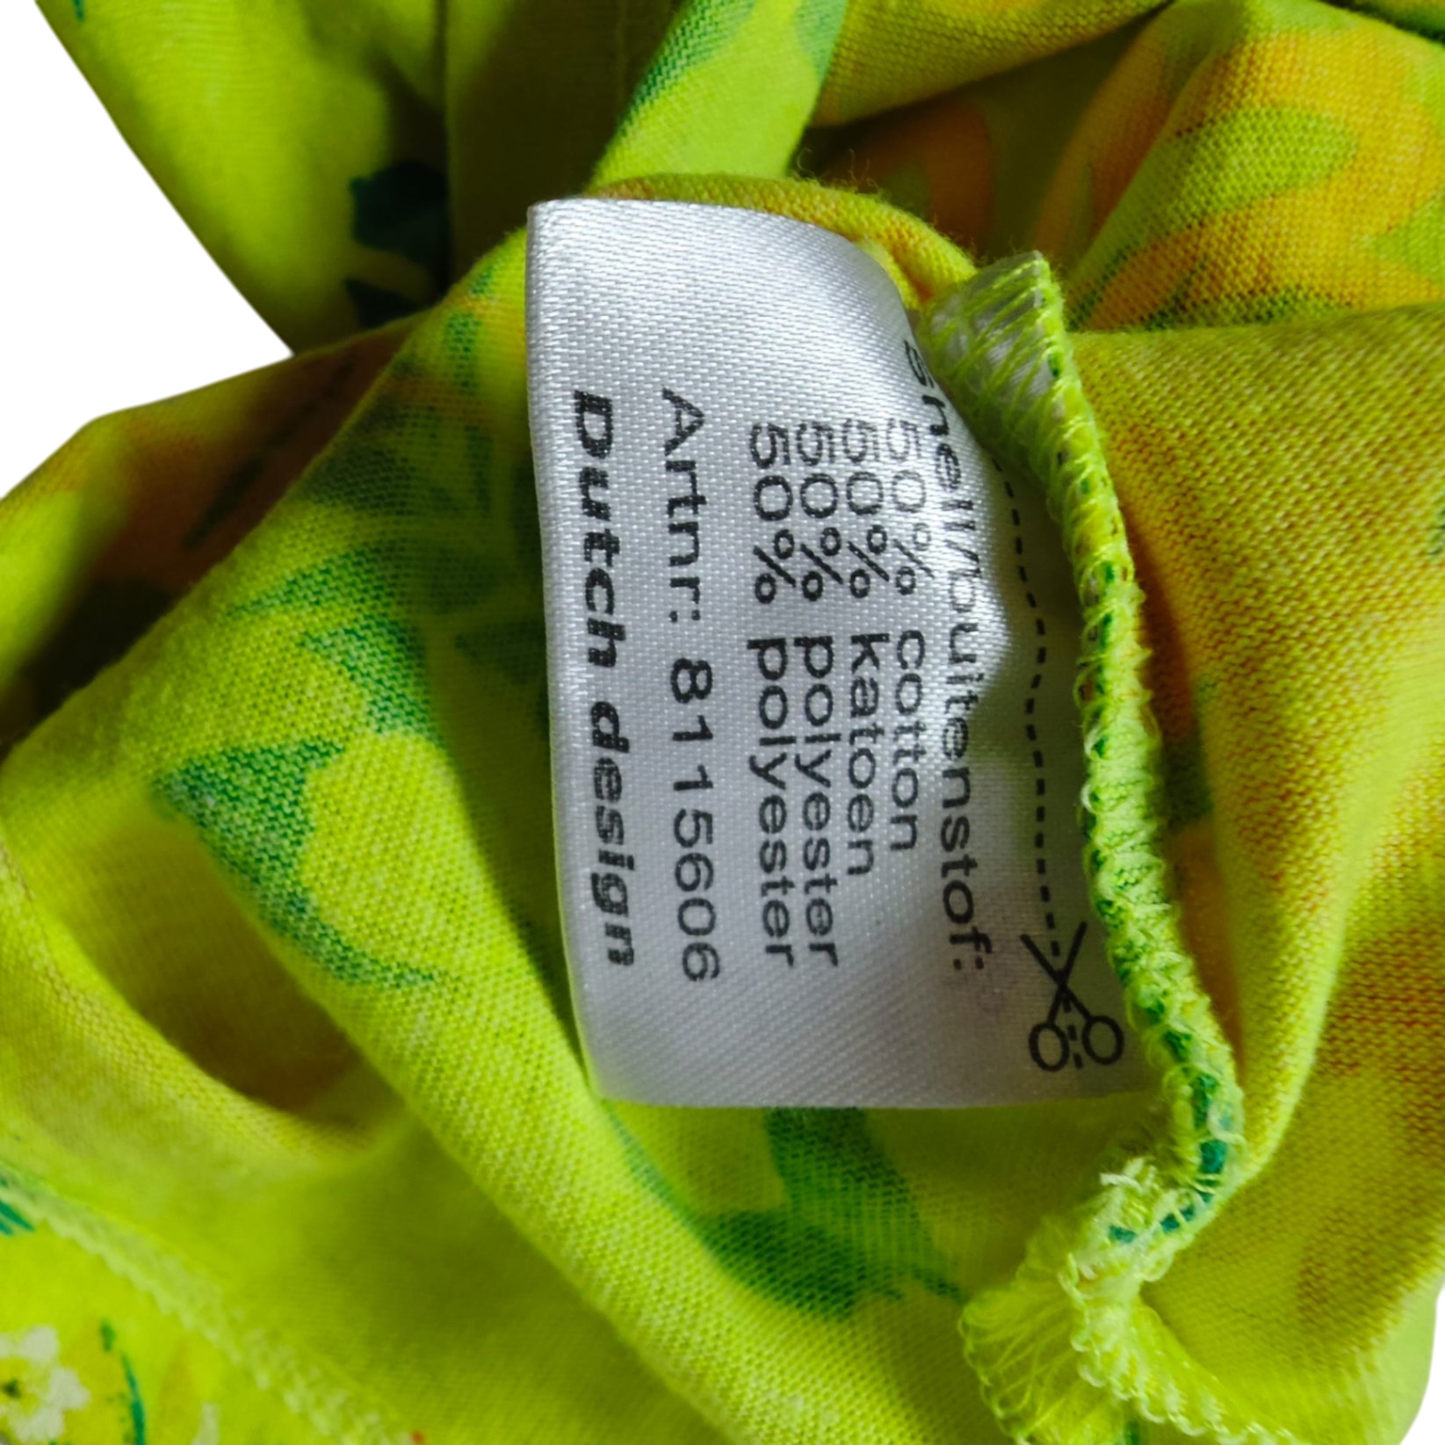 Shell/buitenstof:
50% cotton
50% katoen
50% polyester
50% polyester
Artnr: 8115606
Dutch design